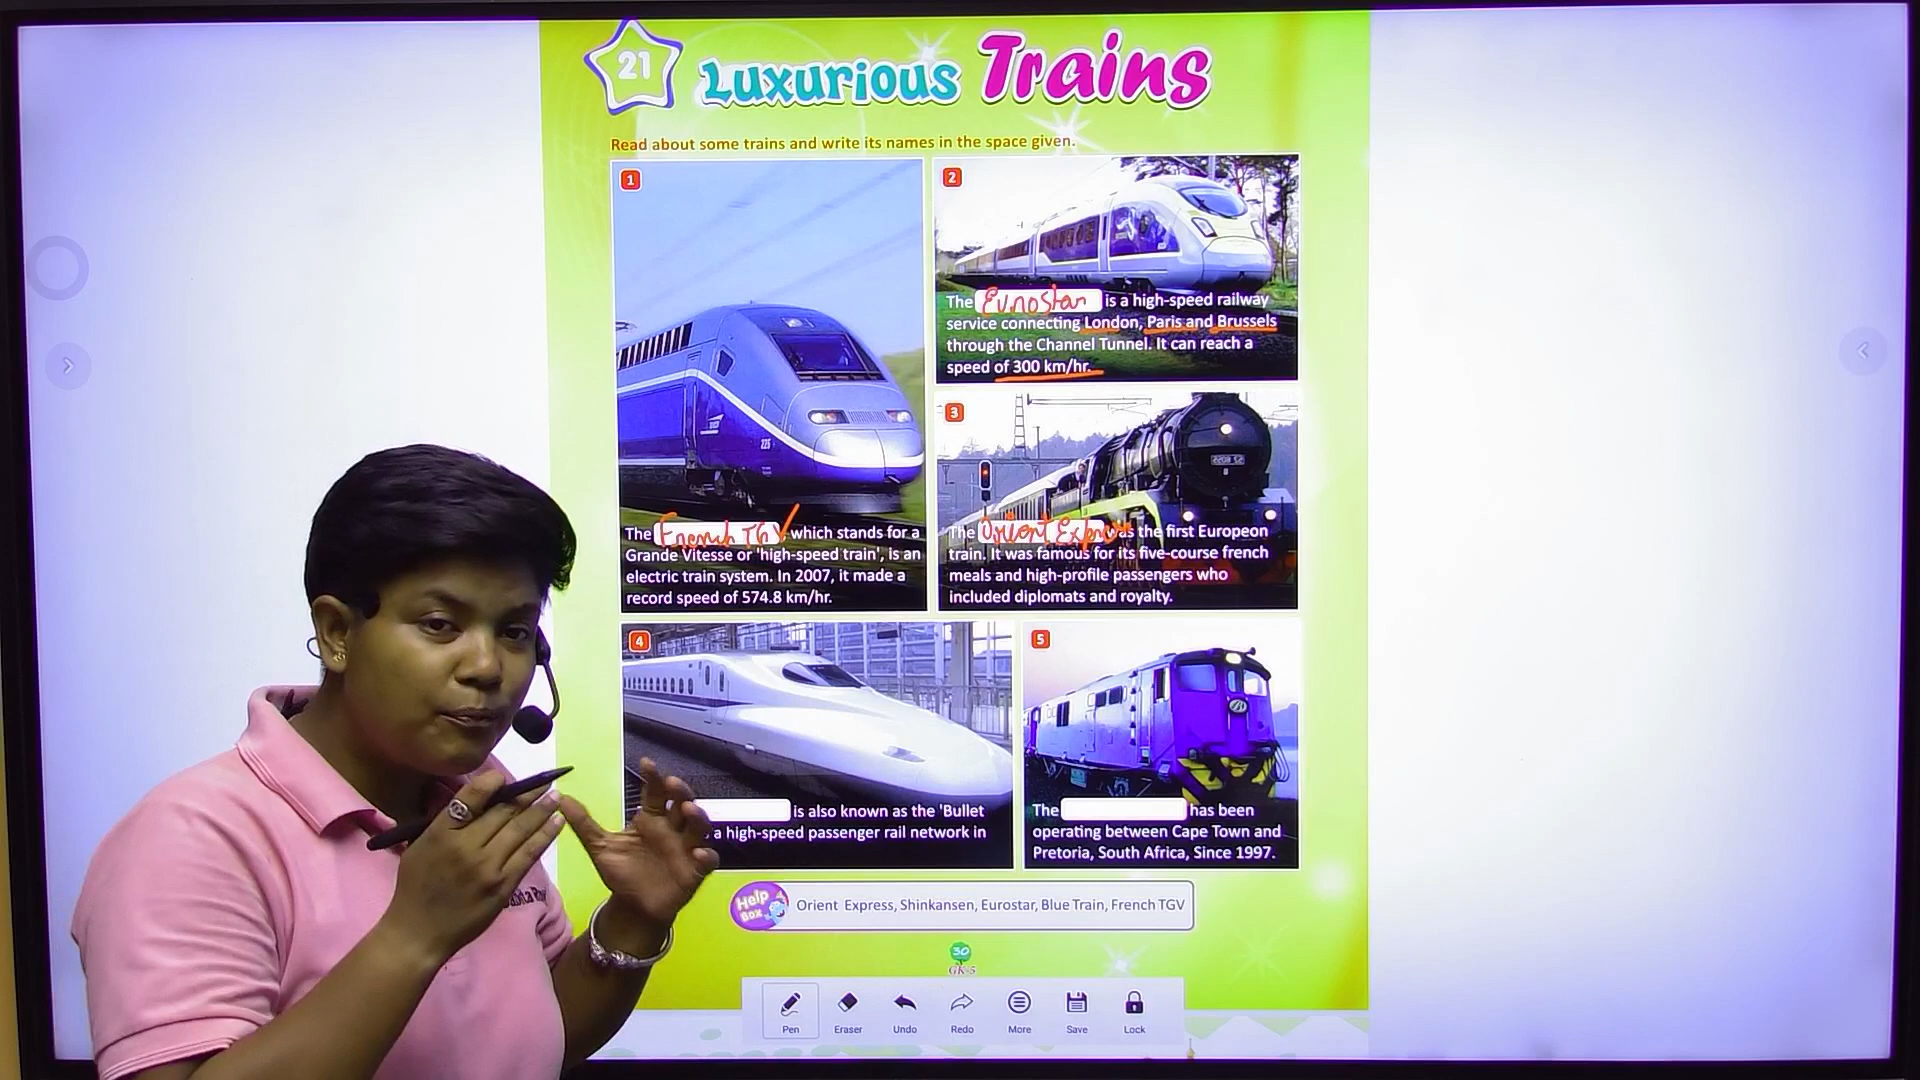 21
Luxurious Trains
Read about some trains and write its names in the space given.
1
The French TGV which stands for a
Grande Vitesse or 'high-speed train', is an
electric train system. In 2007, it made a
record speed of 574.8 km/hr.
2
The Eurostar is a high-speed railway
service connecting London, Paris and Brussels
through the Channel Tunnel. It can reach a
speed of 300 km/hr.
3
The Orient Express was the first Europeon
train. It was famous for its five-course french
meals and high-profile passengers who
included diplomats and royalty.
4
is also known as the 'Bullet
a high-speed passenger rail network in
5
The has been
operating between Cape Town and
Pretoria, South Africa, Since 1997.
Help
Box
Orient Express, Shinkansen, Eurostar, Blue Train, French TGV
30
GK-5
Pen Eraser Undo Redo More Save Lock